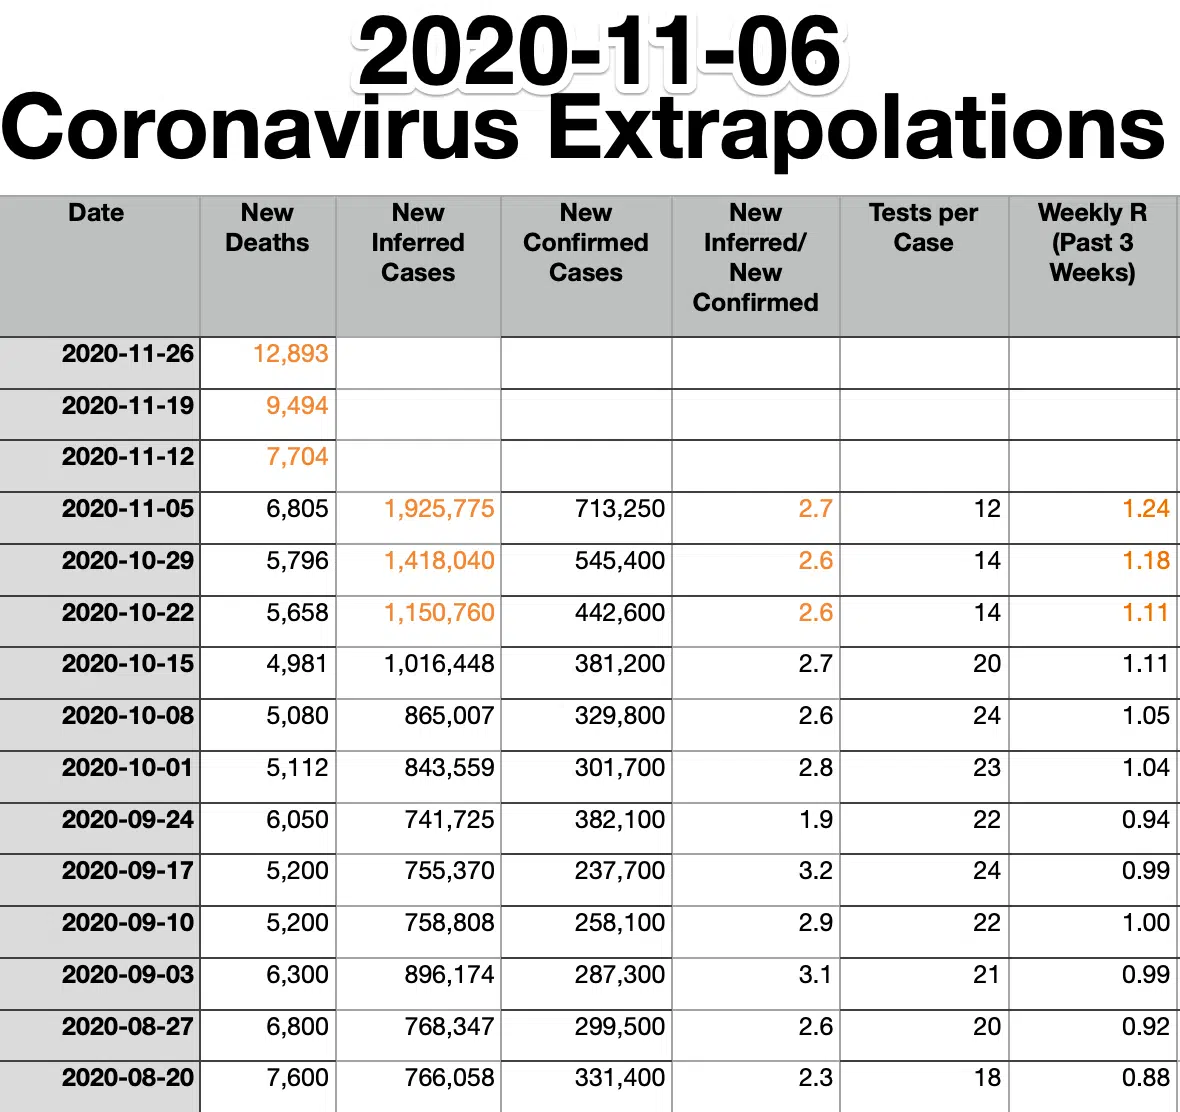 2020-11-06
Coronavirus Extrapolations
Date New New New New Tests per Weekly R
Deaths Inferred Confirmed Inferred/ Case (Past 3
Cases Cases New Weeks)
Confirmed
2020-11-26 12,893
2020-11-19 9,494
2020-11-12 7,704
2020-11-05 6,805 1,925,775 713,250 2.7 12 1.24
2020-10-29 5,796 1,418,040 545,400 2.6 14 1.18
2020-10-22 5,658 1,150,760 442,600 2.6 14 1.11
2020-10-15 4,981 1,016,448 381,200 2.7 20 1.11
2020-10-08 5,080 865,007 329,800 2.6 24 1.05
2020-10-01 5,112 843,559 301,700 2.8 23 1.04
2020-09-24 6,050 741,725 382,100 1.9 22 0.94
2020-09-17 5,200 755,370 237,700 3.2 24 0.99
2020-09-10 5,200 758,808 258,100 2.9 22 1.00
2020-09-03 6,300 896,174 287,300 3.1 21 0.99
2020-08-27 6,800 768,347 299,500 2.6 20 0.92
2020-08-20 7,600 766,058 331,400 2.3 18 0.88